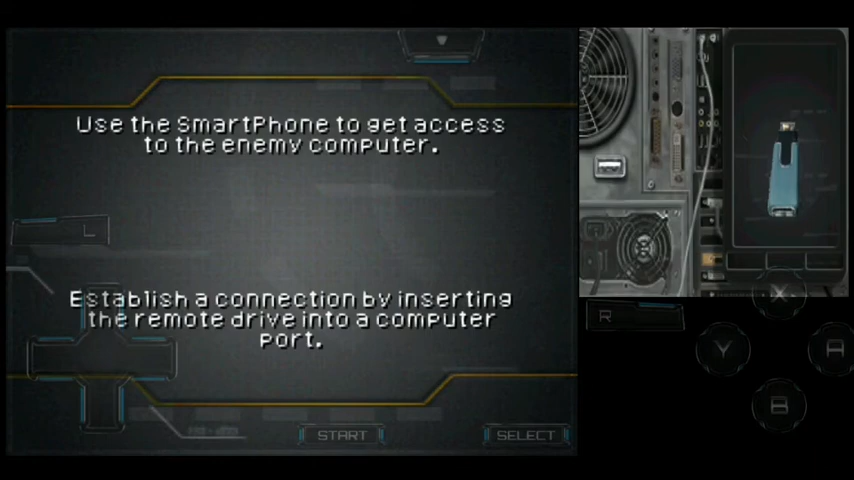 Use the SmartPhone to get access
to the enemy computer.
L
Establish a connection by inserting
the remote drive into a computer
port.
START
SELECT
R
X
Y
A
B